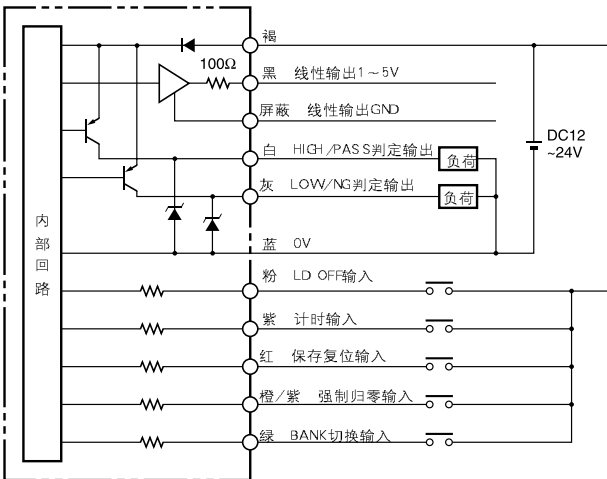 褐
100Ω
黑 线性输出1~5V
屏蔽 线性输出GND
DC12
~24V
白 HIGH/PASS判定输出
负荷
灰 LOW/NG判定输出
负荷
内部回路
蓝 0V
粉 LD OFF输入
紫 计时输入
红 保存复位输入
橙/紫 强制归零输入
绿 BANK切换输入